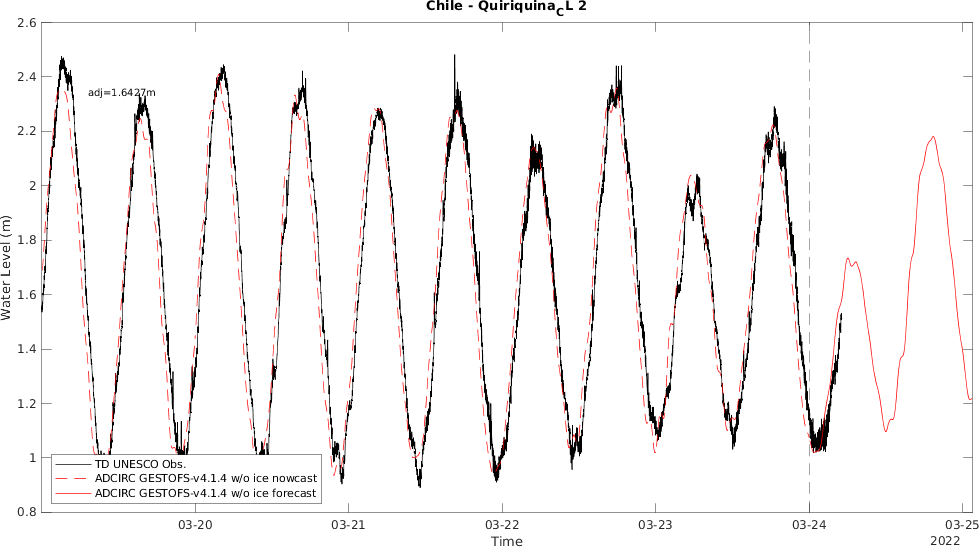 Chile - Quiriquina_CL 2
adj=1.6427m
Water Level (m)
2.6
2.4
2.2
2
1.8
1.6
1.4
1.2
1
0.8
TD UNESCO Obs.
ADCIRC GESTOFS-v4.1.4 w/o ice nowcast
ADCIRC GESTOFS-v4.1.4 w/o ice forecast
03-20
03-21
03-22
03-23
03-24
03-25
Time
2022